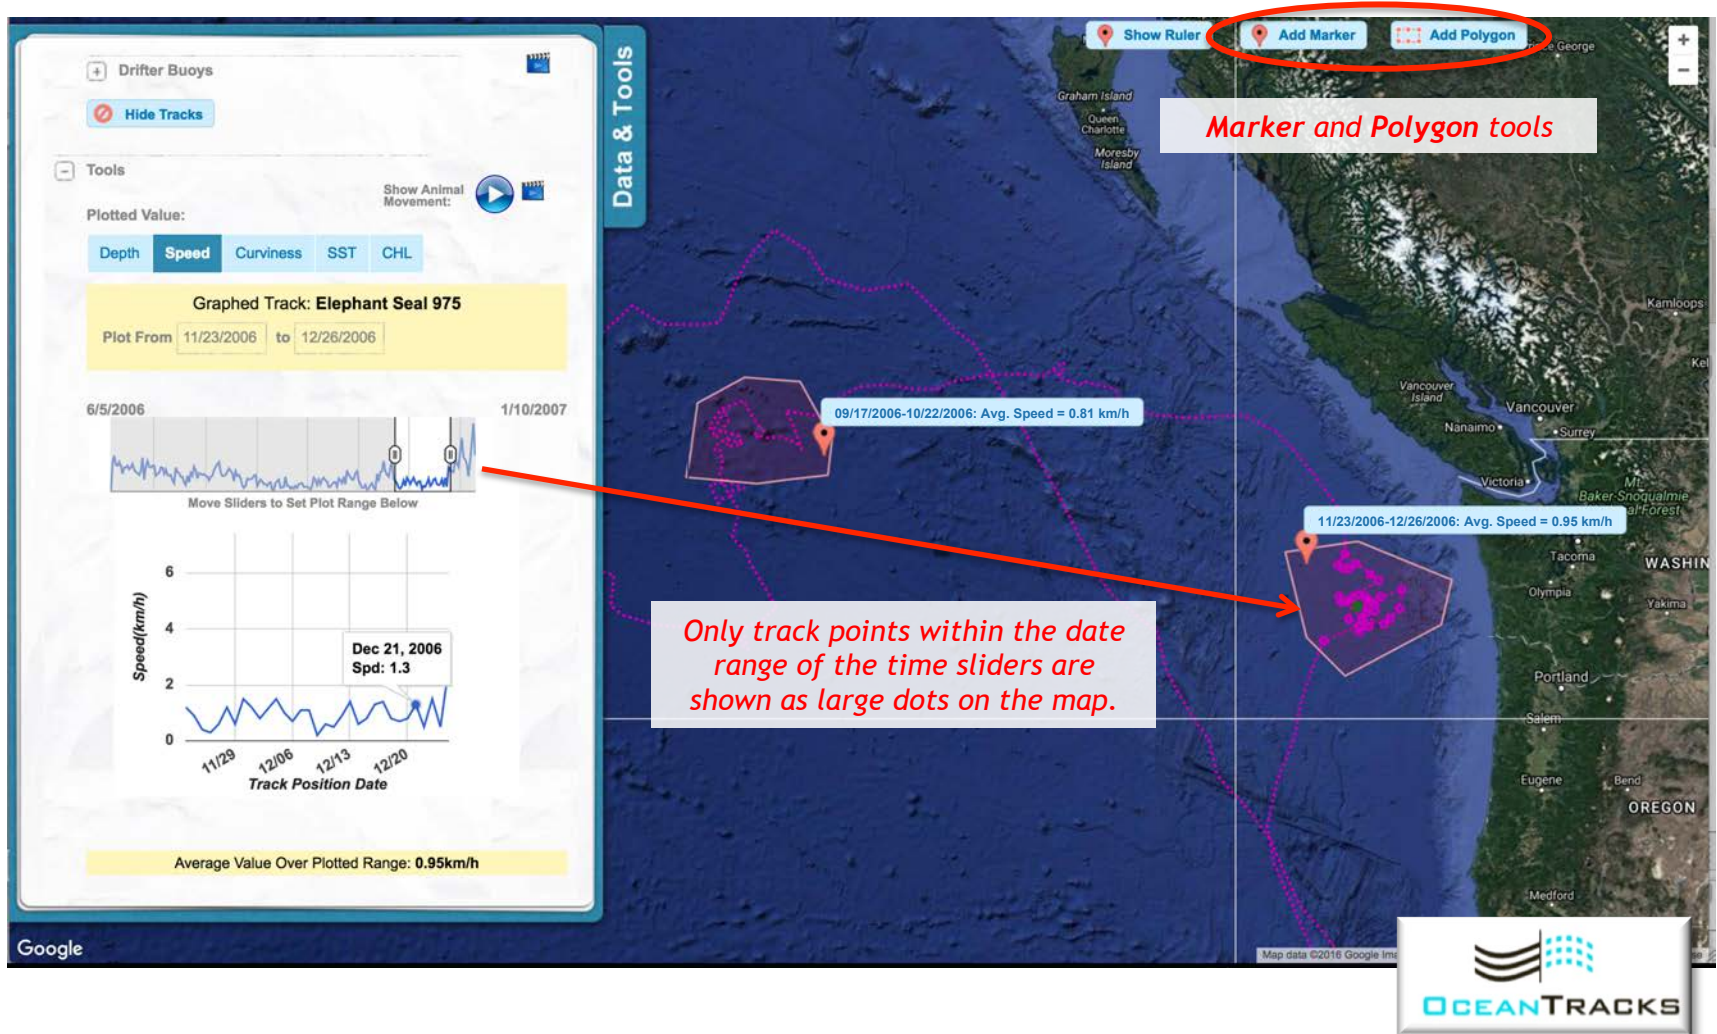 Drifter Buoys
Hide Tracks
Tools
Show Animal
Movement:
Plotted Value:
Depth Speed Curviness SST CHL
Graphed Track: Elephant Seal 975
Plot From 11/23/2006 to 12/26/2006
6/5/2006 1/10/2007
Move Sliders to Set Plot Range Below
6
4
2
0
Speed(km/h)
Dec 21, 2006
Spd: 1.3
11/29 12/06 12/13 12/20
Track Position Date
Average Value Over Plotted Range: 0.95km/h
Data & Tools
Show Ruler
Add Marker
Add Polygon
+
−
George
Marker and Polygon tools
Graham Island
Queen
Charlotte
Moresby
Island
Kamloops
Kel
Vancouver
Island
Vancouver
Nanaimo
Surrey
09/17/2006-10/22/2006: Avg. Speed = 0.81 km/h
Victoria
Mt.
Baker-Snoqualmie
al Forest
11/23/2006-12/26/2006: Avg. Speed = 0.95 km/h
Tacoma
WASHIN
Olympia
Yakima
Only track points within the date
range of the time sliders are
shown as large dots on the map.
Portland
Salem
Eugene
Bend
OREGON
Medford
Google
Map data ©2016 Google Ima
OCEANTRACKS